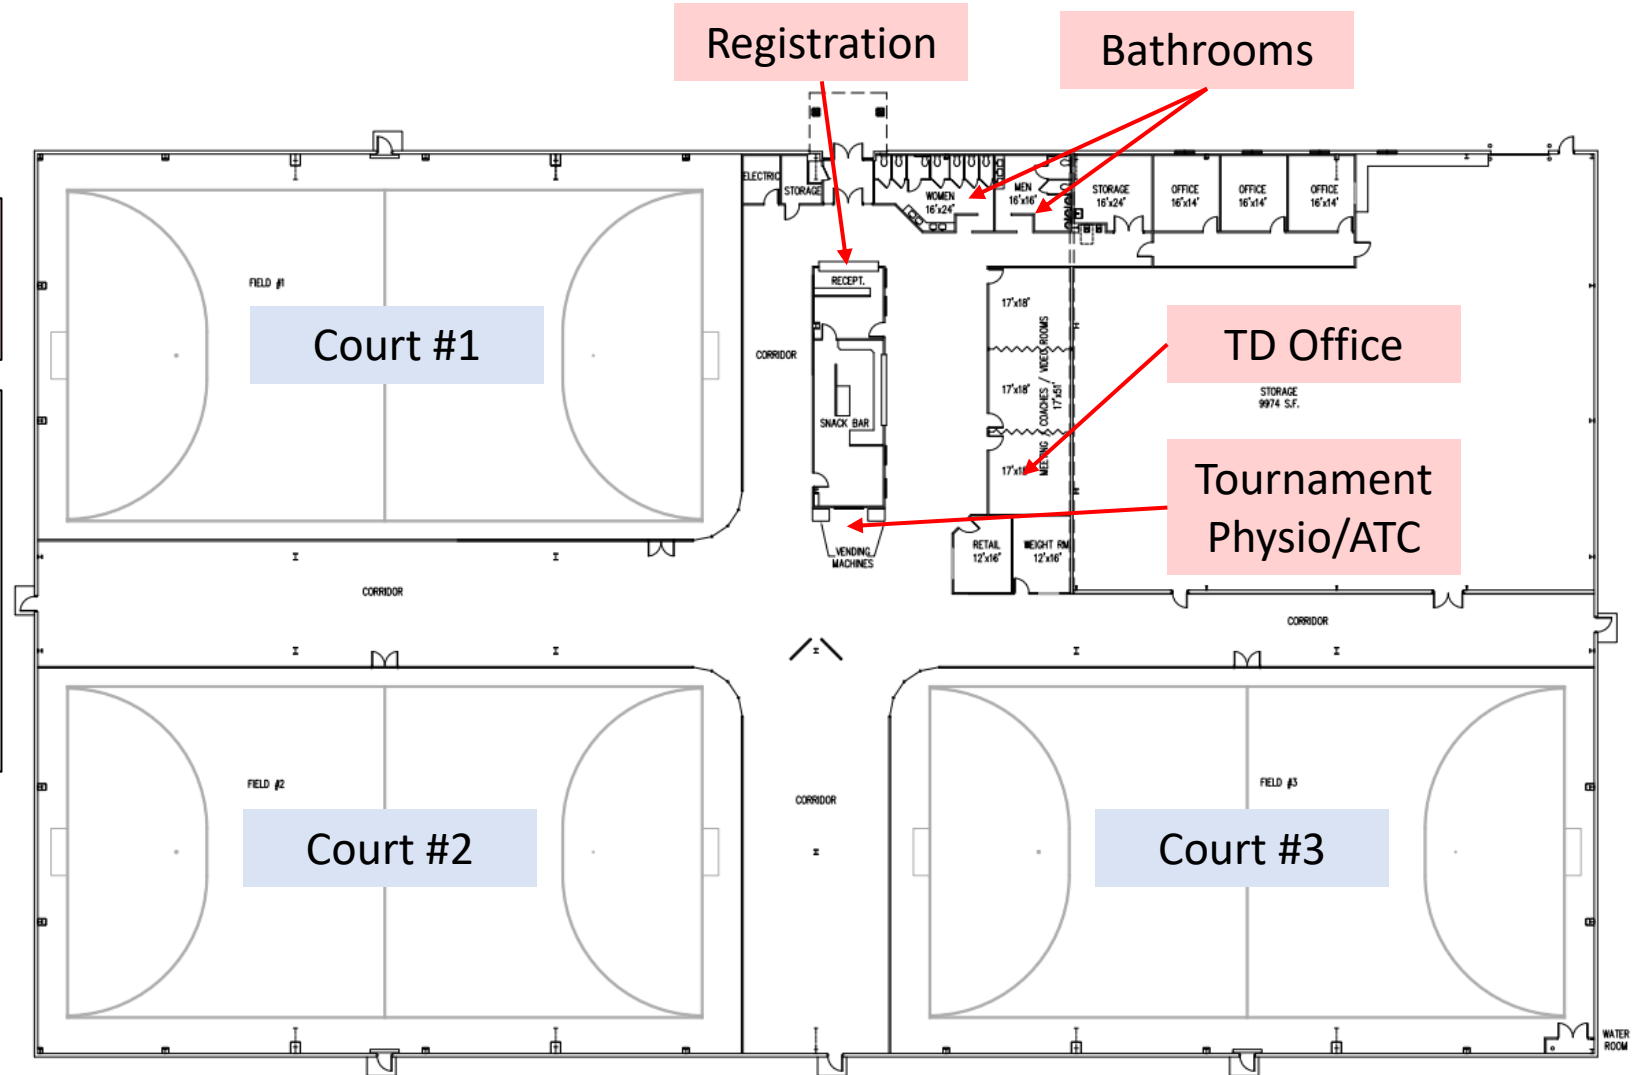 Registration
Bathrooms
ELECTRIC
STORAGE
WOMEN
16'x24'
MEN
16'x16'
STORAGE
16'x24'
OFFICE
16'x14'
OFFICE
16'x14'
OFFICE
16'x14'
FIELD #1
Court #1
CORRIDOR
RECEPT.
SNACK BAR
17'x18'
17'x18'
17'x18'
MEETING / COACHES / VIDEO ROOMS
17'x51'
TD Office
STORAGE
9974 S.F.
Tournament
Physio/ATC
VENDING
MACHINES
RETAIL
12'x16'
WEIGHT RM
12'x16'
CORRIDOR
CORRIDOR
FIELD #2
Court #2
CORRIDOR
FIELD #3
Court #3
WATER
ROOM